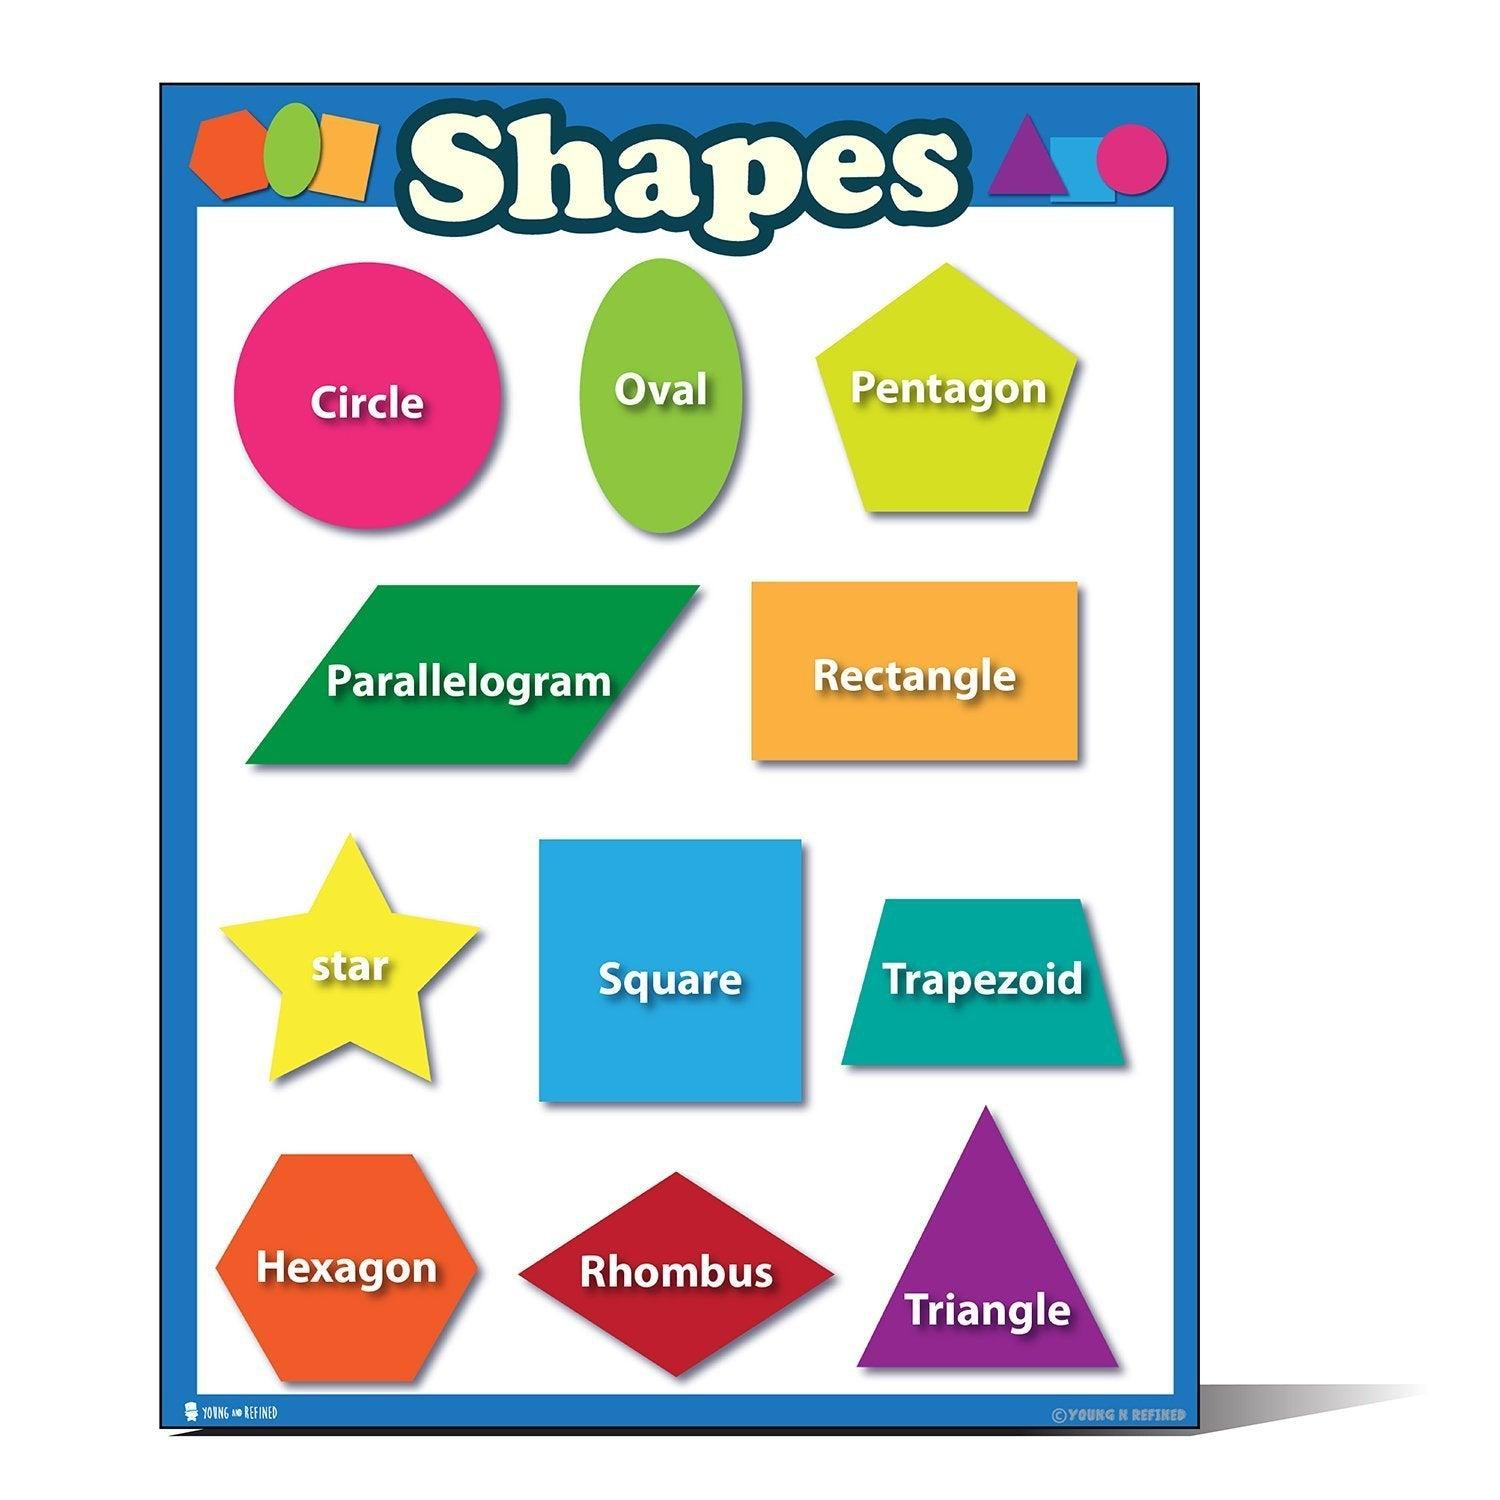 Shapes
Circle
Oval
Pentagon
Parallelogram
Rectangle
star
Square
Trapezoid
Hexagon
Rhombus
Triangle
YOUNG AND REFINED
©YOUNG N REFINED